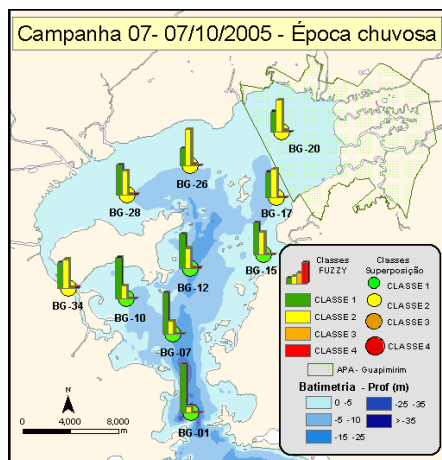 Campanha 07- 07/10/2005 - Época chuvosa
BG -20
BG -26
BG -28
BG -17
BG -15
BG -12
BG -34
BG -10
BG -07
BG -01
N
0 4,000 8,000
m
Classes
FUZZY
CLASSE 1
CLASSE 2
CLASSE 3
CLASSE 4
Classes
Superposição
CLASSE 1
CLASSE 2
CLASSE 3
CLASSE 4
APA - Guapimirim
Batimetria - Prof (m)
0 -5
-5 -10
-15 -25
-25 -35
>-35